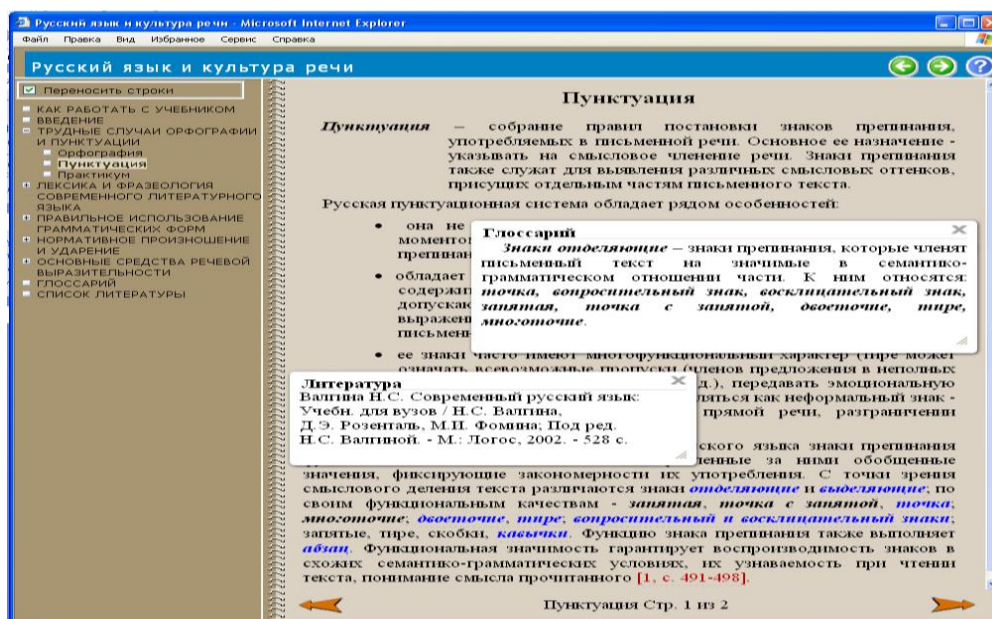 Русский язык и культура речи - Microsoft Internet Explorer
Файл Правка Вид Избранное Сервис Справка
Русский язык и культура речи
Переносить строки
КАК РАБОТАТЬ С УЧЕБНИКОМ
ВВЕДЕНИЕ
ТРУДНЫЕ СЛУЧАИ ОРФОГРАФИИ
И ПУНКТУАЦИИ
Орфография
Пунктуация
Практикум
ЛЕКСИКА И ФРАЗЕОЛОГИЯ
СОВРЕМЕННОГО ЛИТЕРАТУРНОГО
ЯЗЫКА
ПРАВИЛЬНОЕ ИСПОЛЬЗОВАНИЕ
ГРАММАТИЧЕСКИХ ФОРМ
НОРМАТИВНОЕ ПРОИЗНОШЕНИЕ
И УДАРЕНИЕ
ОСНОВНЫЕ СРЕДСТВА РЕЧЕВОЙ
ВЫРАЗИТЕЛЬНОСТИ
ГЛОССАРИЙ
СПИСОК ЛИТЕРАТУРЫ
Пунктуация
Пунктуация – собрание правил постановки знаков препинания,
употребляемых в письменной речи. Основное ее назначение -
указывать на смысловое членение речи. Знаки препинания
также служат для выявления различных смысловых оттенков,
присущих отдельным частям письменного текста.
Русская пунктуационная система обладает рядом особенностей:
она не
моментом
препинан
обладает
содержит
допускаю
выражен
письменн
Глоссарий
Знаки отделяющие – знаки препинания, которые членят
письменный текст на значимые в семантико-
грамматическом отношении части. К ним относятся:
точка, вопросительный знак, восклицательный знак,
запятая, точка с запятой, двоеточие, тире,
многоточие.
ее знаки часто имеют многофункциональный характер (тире может
означать всевозможные пропуски (членов предложения в неполных
д.), передавать эмоциональную
ляться как неформальный знак -
прямой речи, разграничении
Литература
Валгина Н.С. Современный русский язык:
Учебн. для вузов / Н.С. Валгина,
Д.Э. Розенталь, М.И. Фомина; Под ред.
Н.С. Валгиной. - М.: Логос, 2002. - 528 с.
ского языка знаки препинания
ленные за ними обобщенные
значения, фиксирующие закономерности их употребления. С точки зрения
смыслового деления текста различаются знаки отделяющие и выделяющие; по
своим функциональным качествам - запятая, точка с запятой, точка;
многоточие; двоеточие, тире; вопросительный и восклицательный знаки;
запятые, тире, скобки, кавычки. Функцию знака препинания также выполняет
абзац. Функциональная значимость гарантирует воспроизводимость знаков в
схожих семантико-грамматических условиях, их узнаваемость при чтении
текста, понимание смысла прочитанного [1, с. 491-498].
Пунктуация Стр. 1 из 2